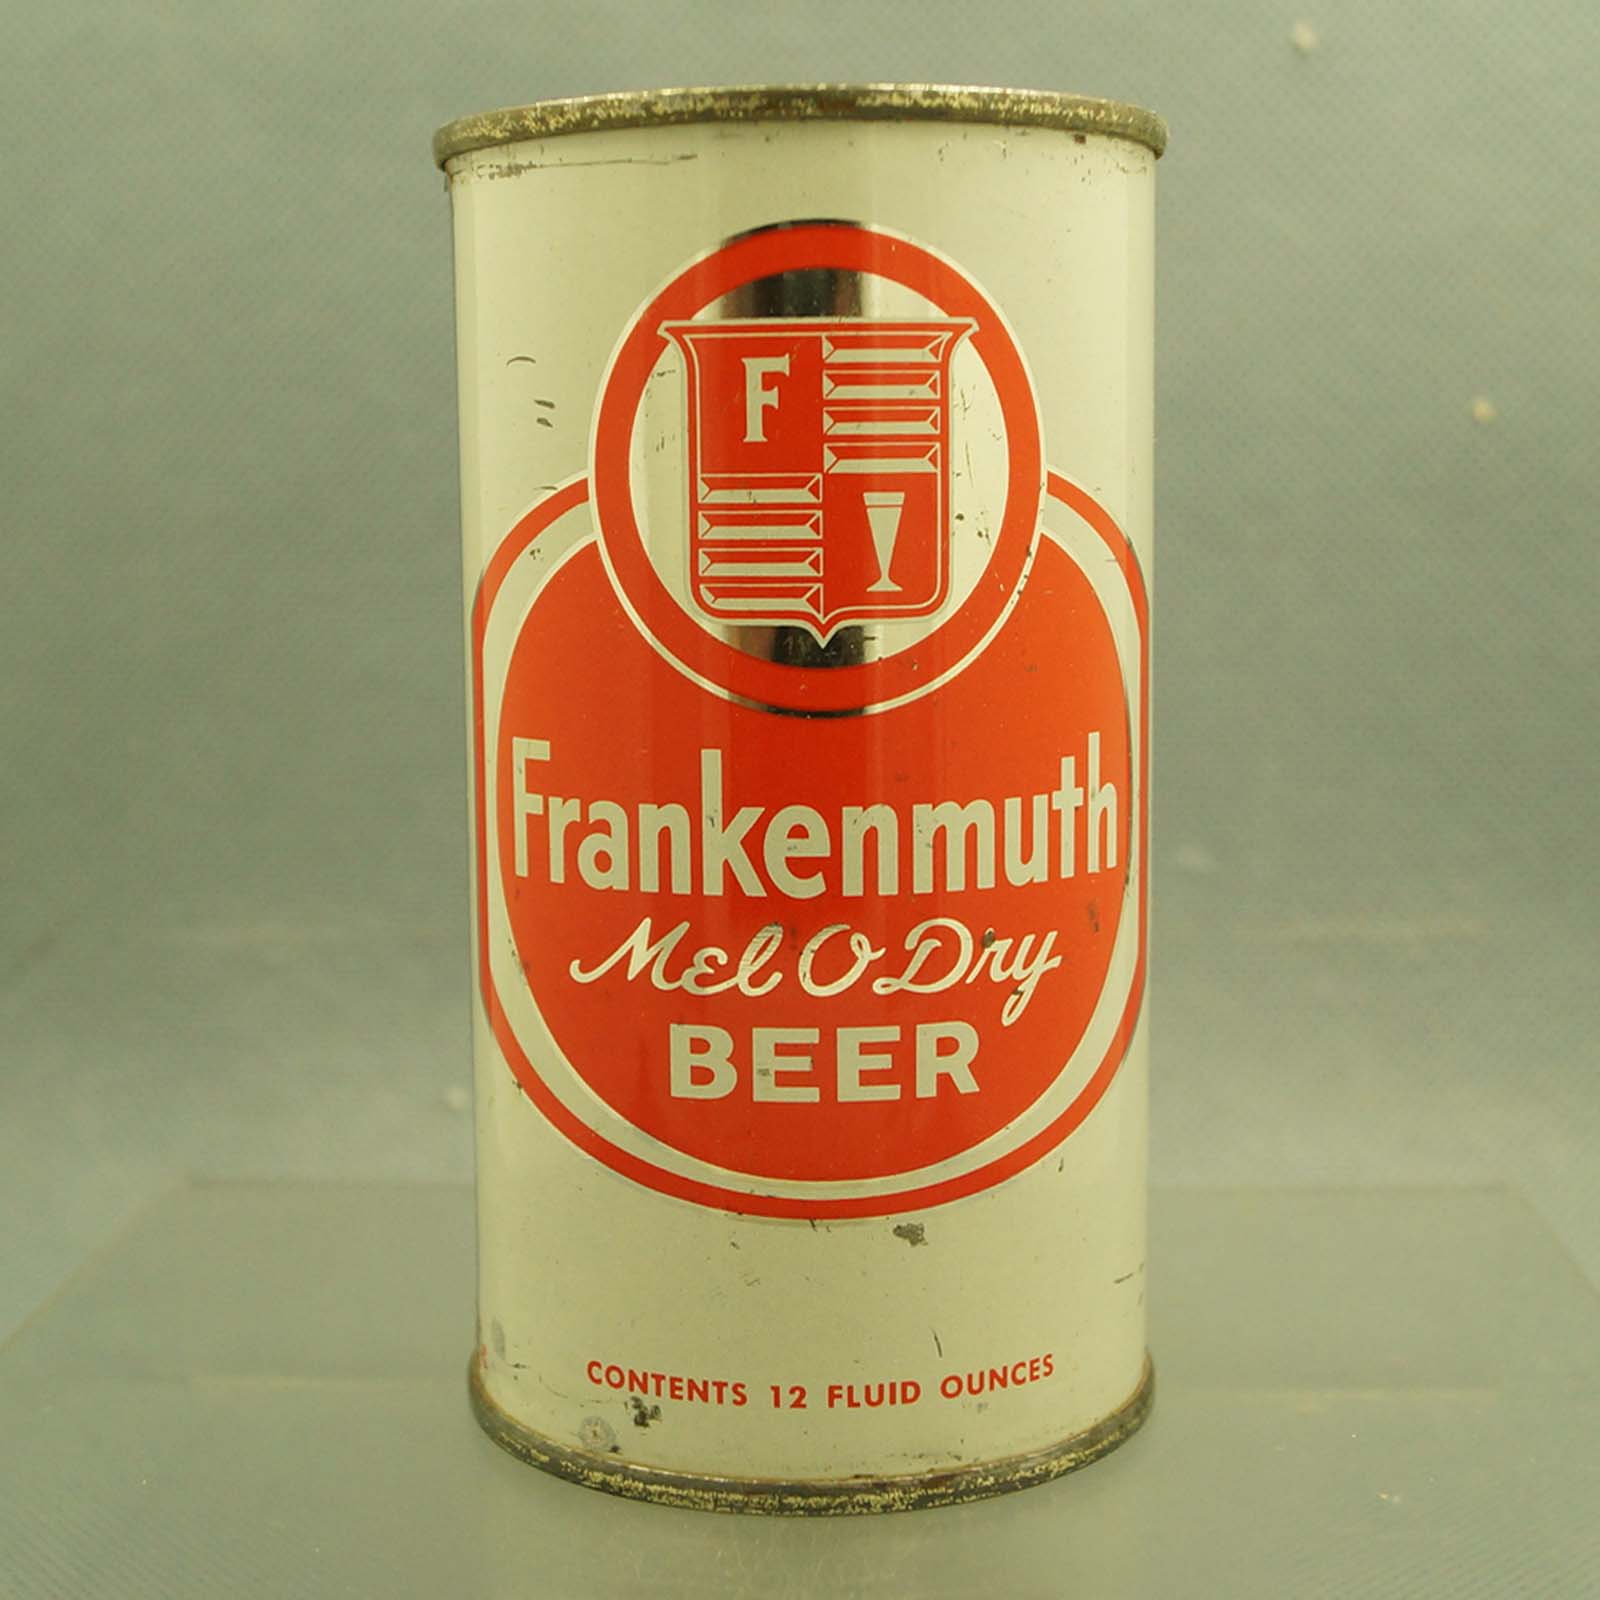 F
Frankenmuth
Mel O Dry
BEER
CONTENTS 12 FLUID OUNCES